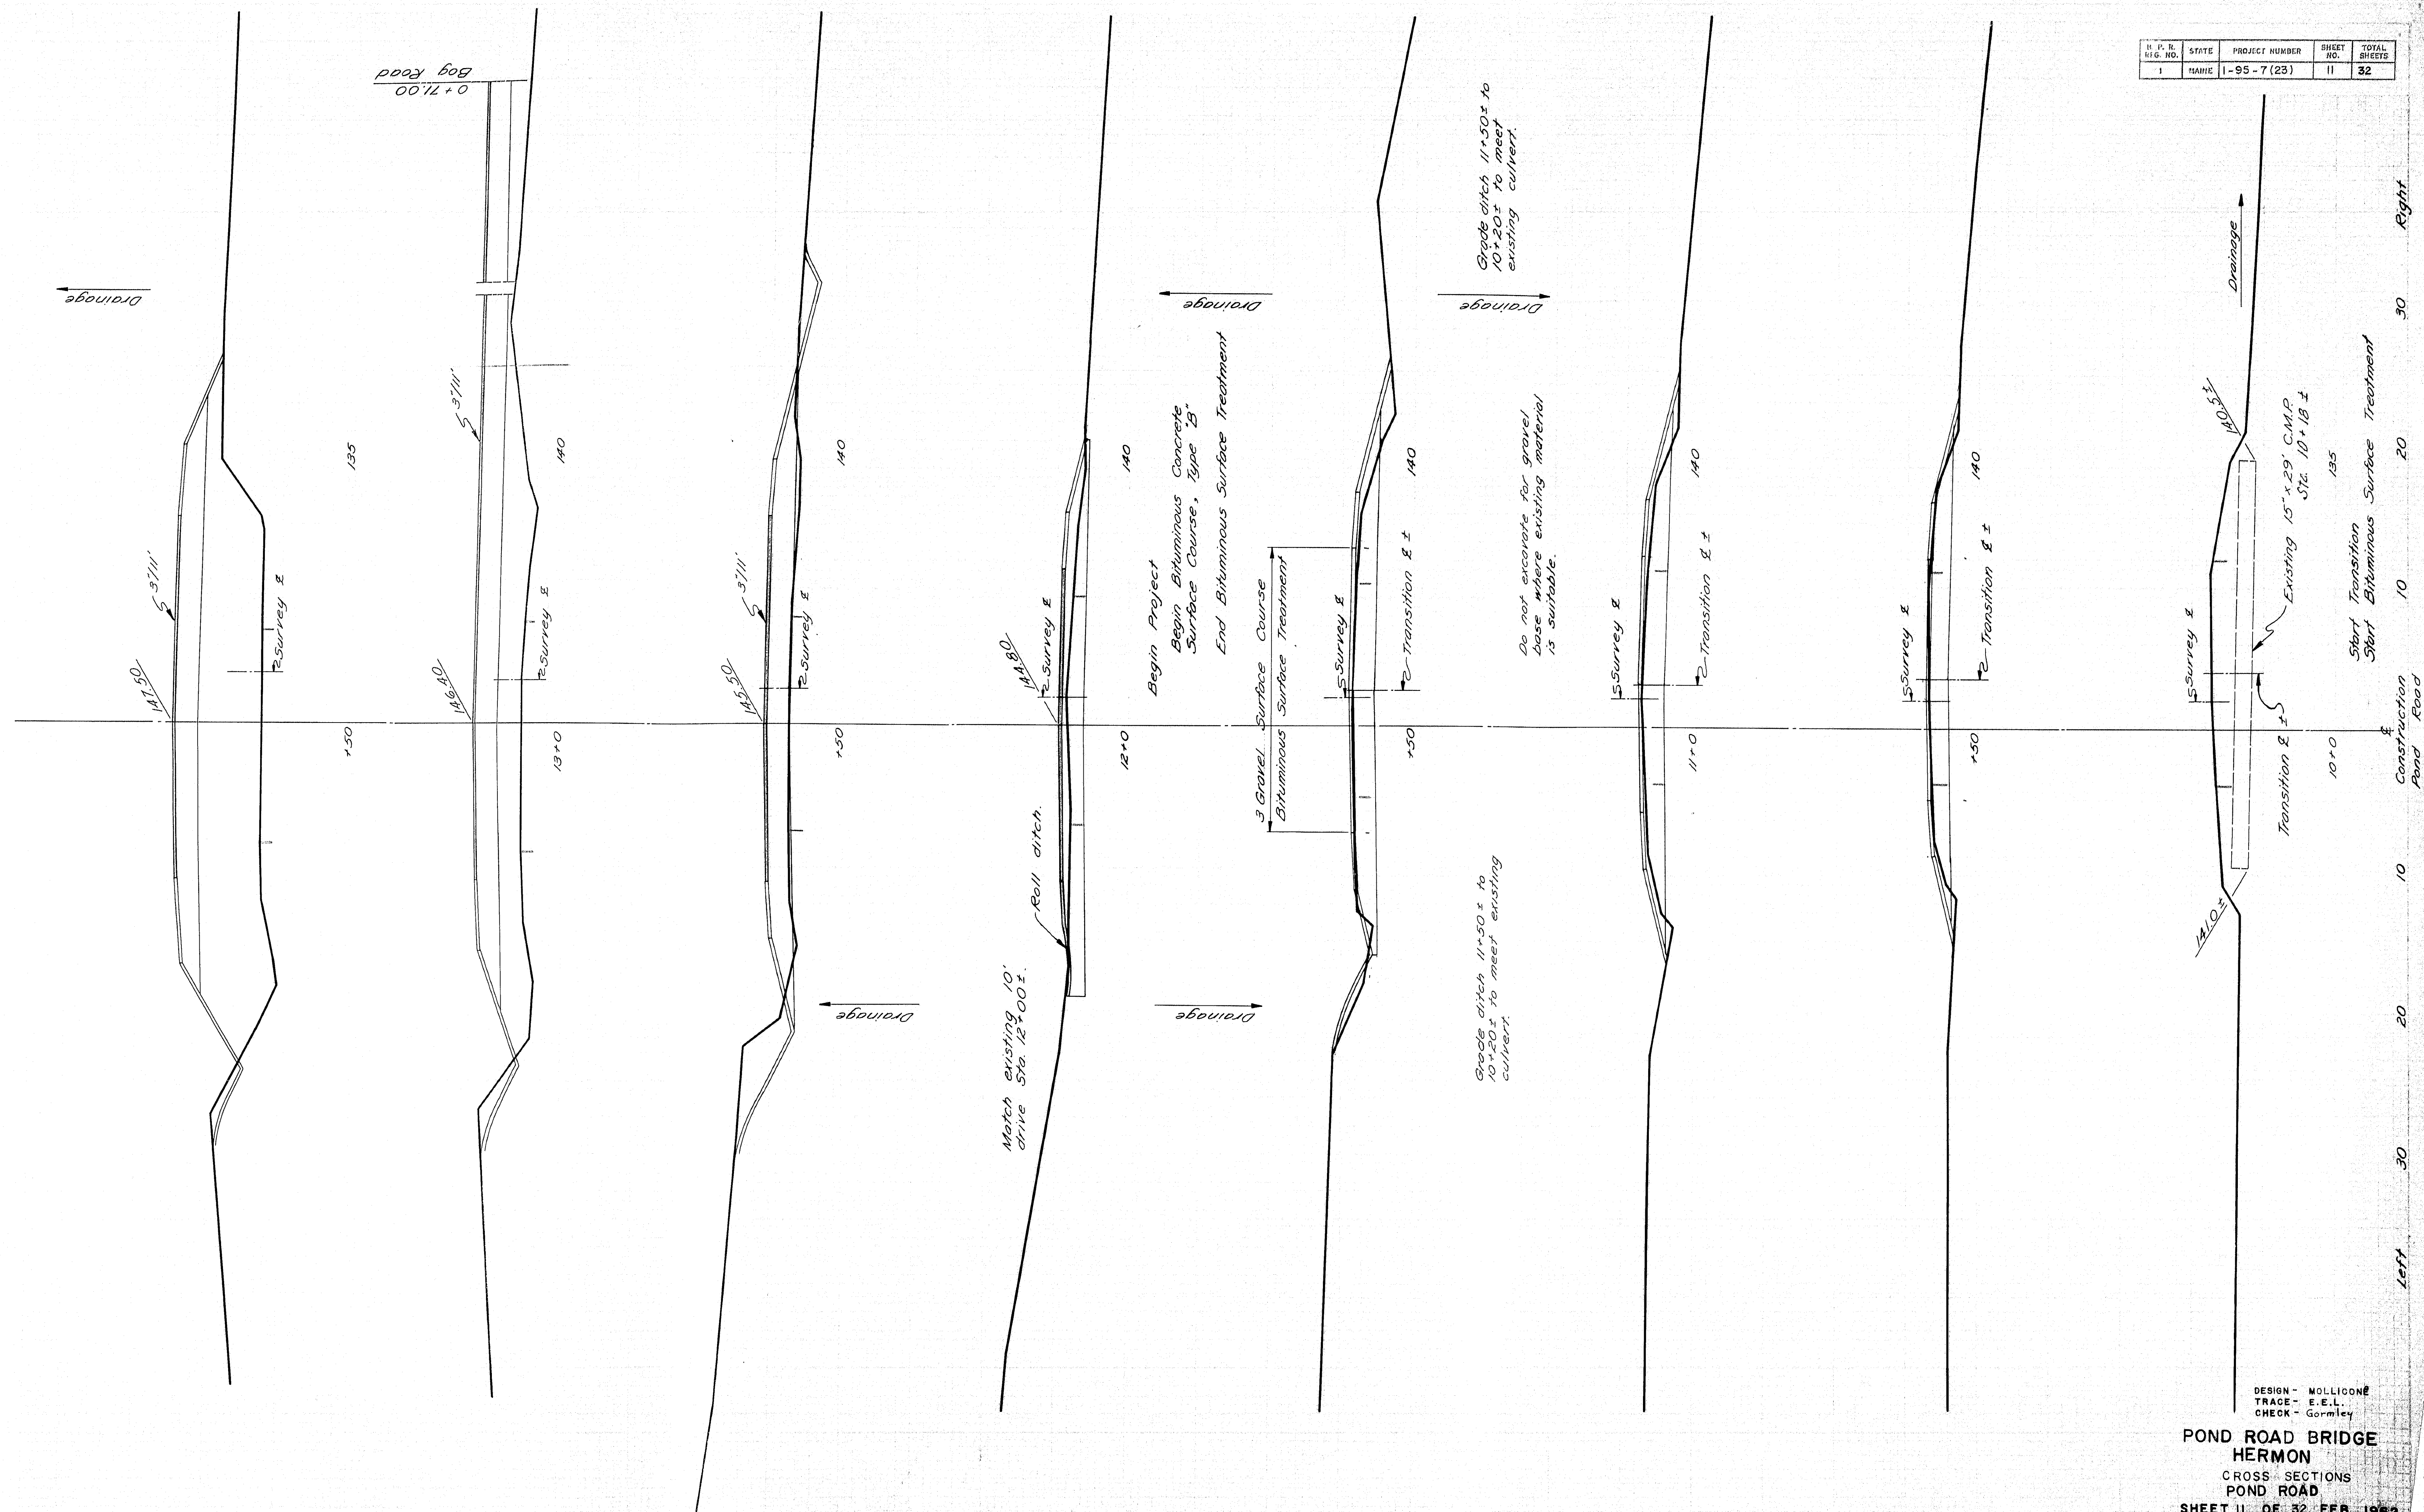 B. P. R. REG. NO. STATE PROJECT NUMBER SHEET NO. TOTAL SHEETS
1 MAINE I-95-7(23) 11 32
Drainage
3"/11'
147.50
Survey ℄
135
+50
0+71.00
Bog Road
3"/11'
146.40
Survey ℄
140
13+0
3"/11'
145.50
Survey ℄
140
+50
Drainage
144.80
Survey ℄
140
12+0
Roll ditch.
Match existing 10'
drive Sta. 12+00±.
Drainage
Begin Project
Begin Bituminous Concrete
Surface Course, Type "B"
End Bituminous Surface Treatment
Drainage
3 Gravel Surface Course
Bituminous Surface Treatment
Survey ℄
Transition ℄ ±
140
+50
Drainage
Grade ditch 11+50± to
10+20± to meet
existing culvert.
Do not excavate for gravel
base where existing material
is suitable.
Grade ditch 11+50± to
10+20± to meet existing
culvert.
Survey ℄
Transition ℄ ±
140
11+0
Survey ℄
Transition ℄ ±
140
+50
Drainage
140.5±
Survey ℄
Existing 15" x 29' C.M.P.
Sta. 10+18 ±
Transition ℄ ±
141.0±
135
10+0
Start Transition
Start Bituminous Surface Treatment
Left 30 20 10 ℄ 10 20 30 Right
Construction
Pond Road
DESIGN - MOLLICONE
TRACE - E.E.L.
CHECK - Gormley
POND ROAD BRIDGE
HERMON
CROSS SECTIONS
POND ROAD
SHEET 11 OF 32 FEB. 1962